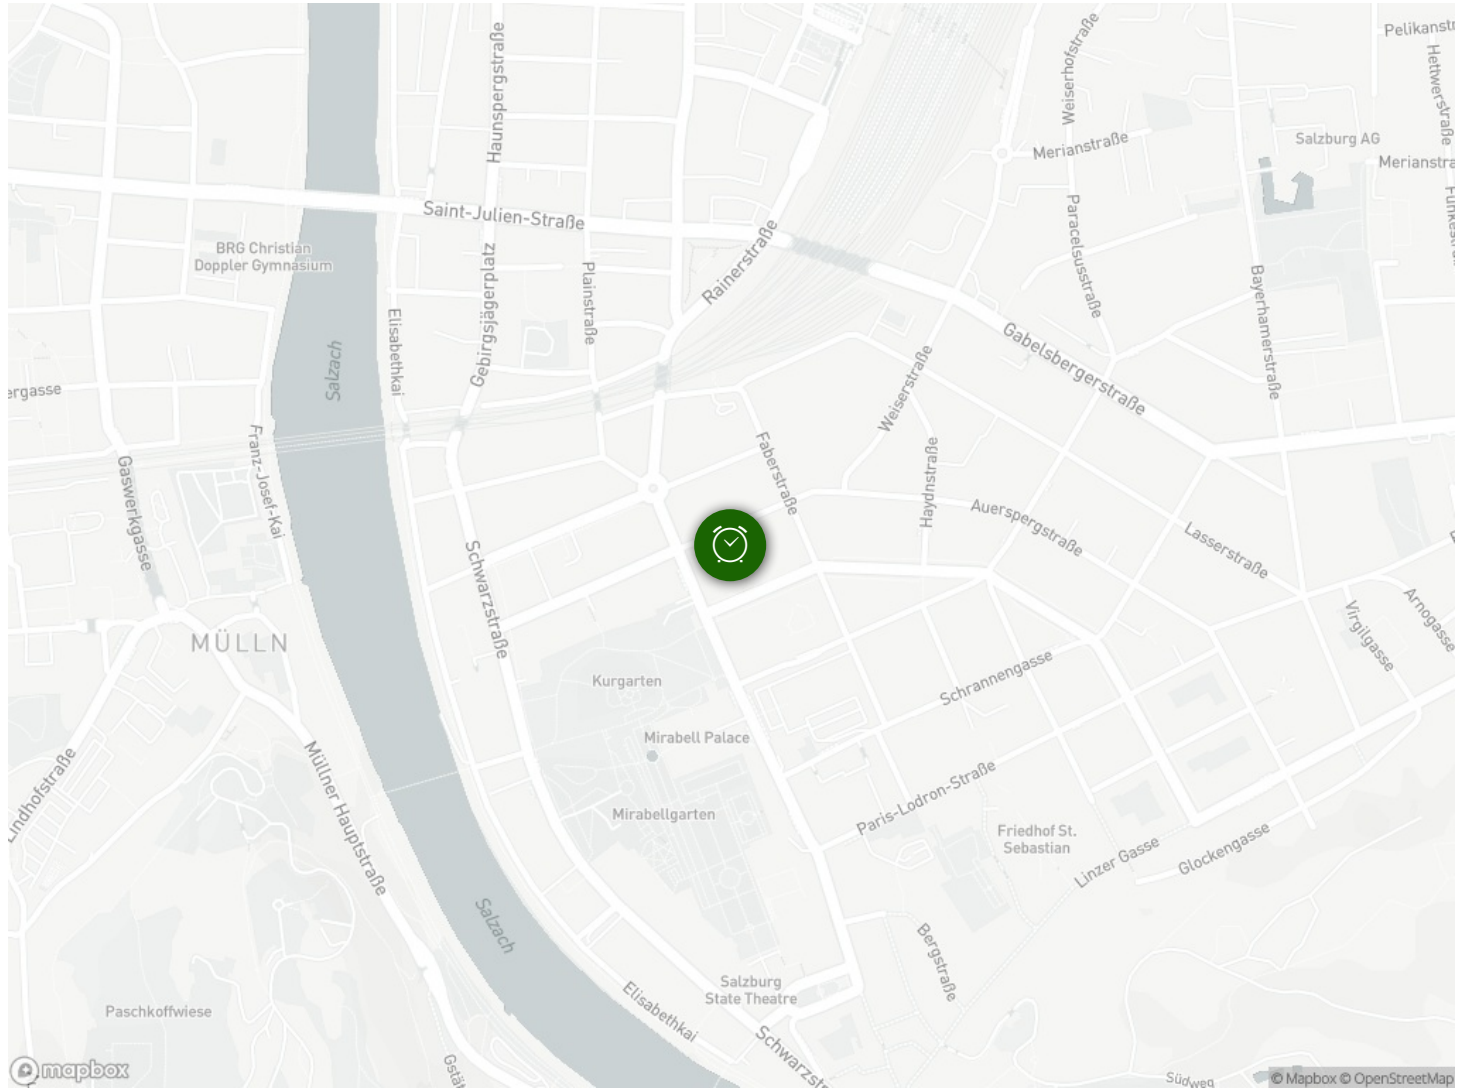 Pelikanstr
Hettwerstraße
Weiserhofstraße
Haunspergstraße
Salzburg AG
Merianstraße
Merianstra
Saint-Julien-Straße
Paracelsusstraße
BRG Christian
Doppler Gymnasium
Rainerstraße
Gebirgsjägerplatz
Plainstraße
Bayerhamerstraße
Elisabethkai
Salzach
Gabelsbergerstraße
ergasse
Weiserstraße
Franz-Josef-Kai
Faberstraße
Haydnstraße
Gaswerkgasse
Auerspergstraße
Lasserstraße
Schwarzstraße
Arnogasse
Virgilgasse
MÜLLN
Kurgarten
Schrannengasse
Mirabell Palace
Lindhofstraße
Müllner Hauptstraße
Mirabellgarten
Paris-Lodron-Straße
Friedhof St.
Sebastian
Linzer Gasse
Glockengasse
Salzach
Bergstraße
Salzburg
State Theatre
Paschkoffwiese
Elisabethkai
Schwarzstr
Gstät
mapbox
Südweg
© Mapbox © OpenStreetMap